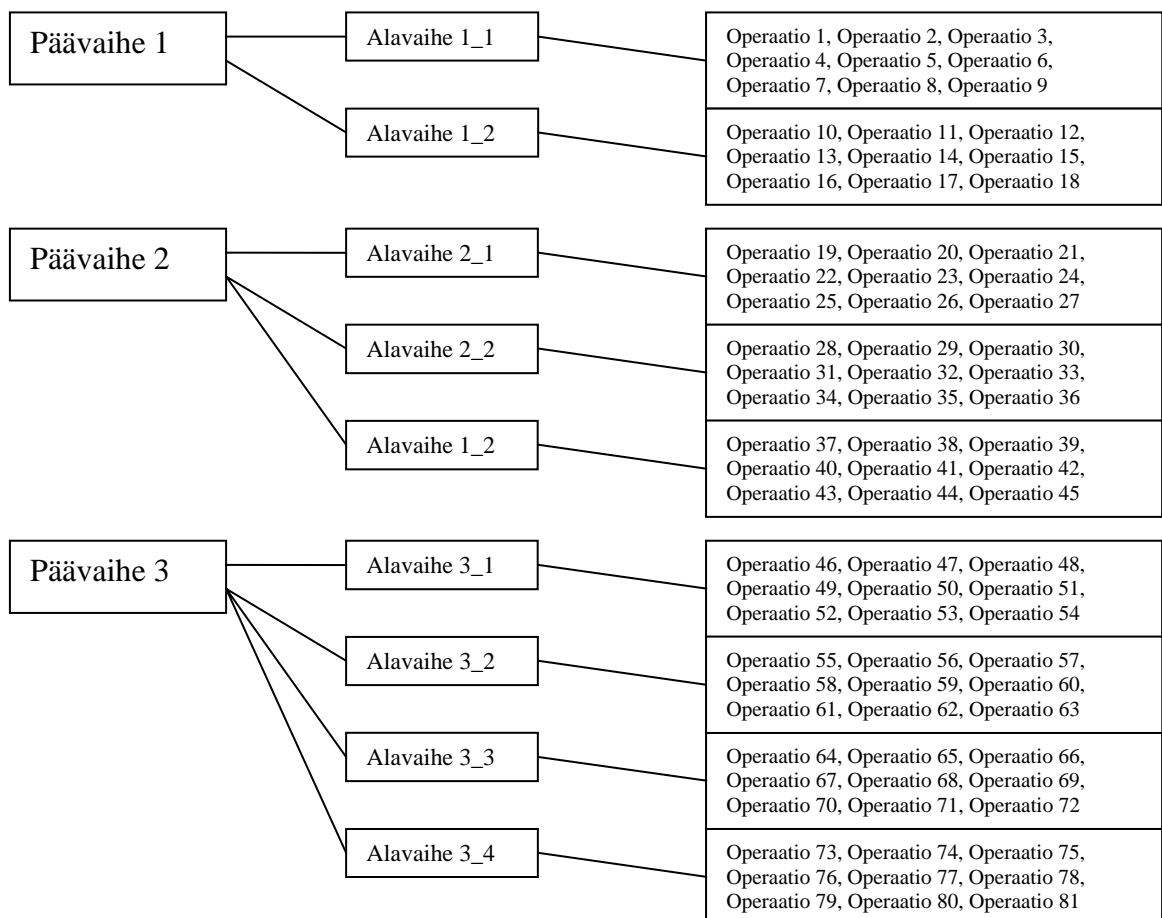 Päävaihe 1
Alavaihe 1_1
Operaatio 1, Operaatio 2, Operaatio 3,
Operaatio 4, Operaatio 5, Operaatio 6,
Operaatio 7, Operaatio 8, Operaatio 9
Alavaihe 1_2
Operaatio 10, Operaatio 11, Operaatio 12,
Operaatio 13, Operaatio 14, Operaatio 15,
Operaatio 16, Operaatio 17, Operaatio 18
Päävaihe 2
Alavaihe 2_1
Operaatio 19, Operaatio 20, Operaatio 21,
Operaatio 22, Operaatio 23, Operaatio 24,
Operaatio 25, Operaatio 26, Operaatio 27
Alavaihe 2_2
Operaatio 28, Operaatio 29, Operaatio 30,
Operaatio 31, Operaatio 32, Operaatio 33,
Operaatio 34, Operaatio 35, Operaatio 36
Alavaihe 1_2
Operaatio 37, Operaatio 38, Operaatio 39,
Operaatio 40, Operaatio 41, Operaatio 42,
Operaatio 43, Operaatio 44, Operaatio 45
Päävaihe 3
Alavaihe 3_1
Operaatio 46, Operaatio 47, Operaatio 48,
Operaatio 49, Operaatio 50, Operaatio 51,
Operaatio 52, Operaatio 53, Operaatio 54
Alavaihe 3_2
Operaatio 55, Operaatio 56, Operaatio 57,
Operaatio 58, Operaatio 59, Operaatio 60,
Operaatio 61, Operaatio 62, Operaatio 63
Alavaihe 3_3
Operaatio 64, Operaatio 65, Operaatio 66,
Operaatio 67, Operaatio 68, Operaatio 69,
Operaatio 70, Operaatio 71, Operaatio 72
Alavaihe 3_4
Operaatio 73, Operaatio 74, Operaatio 75,
Operaatio 76, Operaatio 77, Operaatio 78,
Operaatio 79, Operaatio 80, Operaatio 81